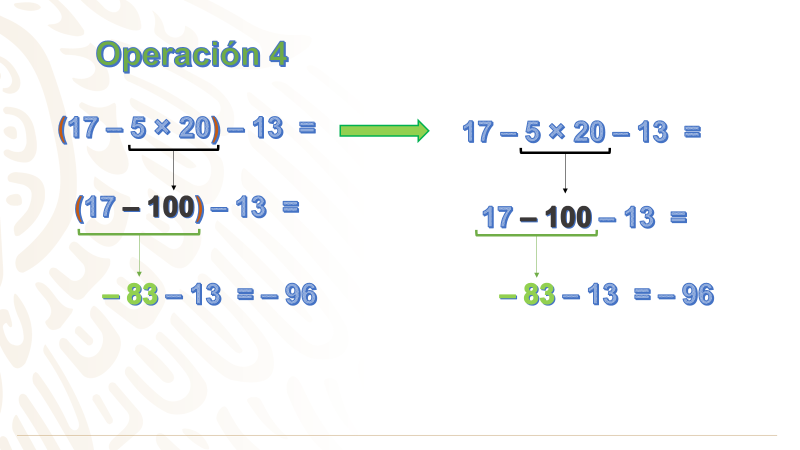 Operación 4
(17 – 5 × 20) – 13 =
17 – 5 × 20 – 13 =
(17 – 100) – 13 =
17 – 100 – 13 =
– 83 – 13 = – 96
– 83 – 13 = – 96